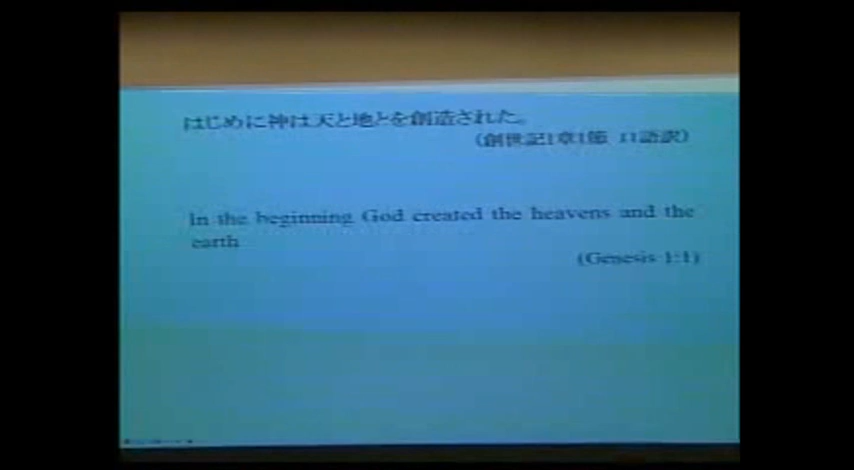 はじめに神は天と地とを創造された。
（創世記1章1節 口語訳）
In the beginning God created the heavens and the
earth
(Genesis 1:1)